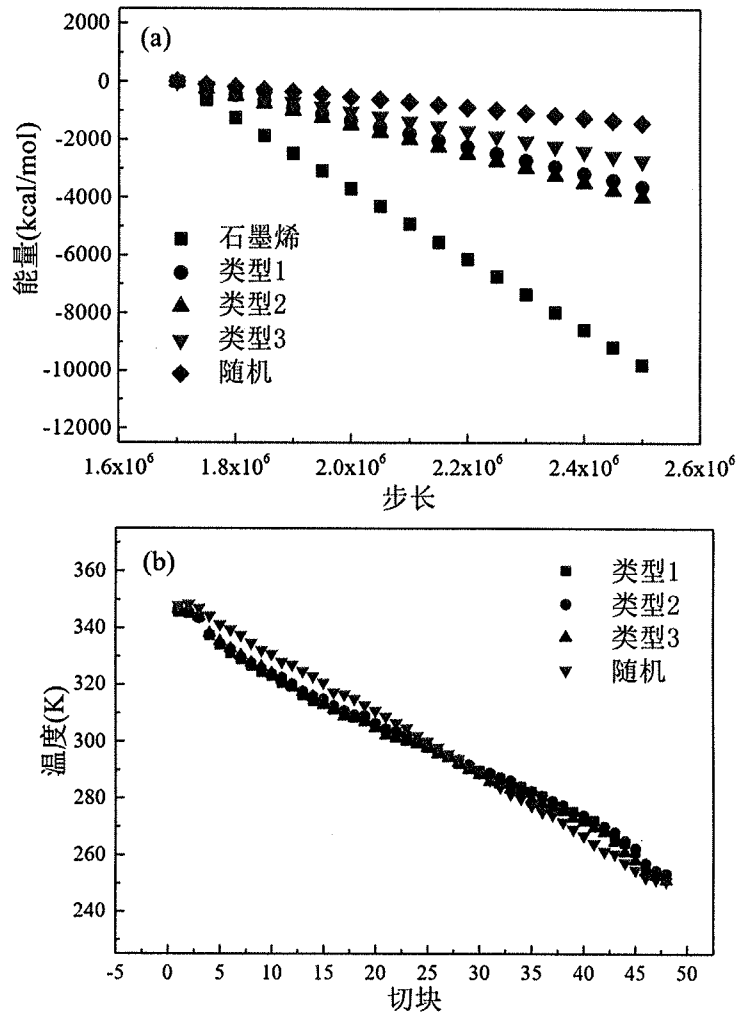 (a)
2000
0
-2000
-4000
-6000
-8000
-10000
-12000
能量(kcal/mol)
石墨烯
类型1
类型2
类型3
随机
1.6x10⁶ 1.8x10⁶ 2.0x10⁶ 2.2x10⁶ 2.4x10⁶ 2.6x10⁶
步长
(b)
360
340
320
300
280
260
240
温度(K)
类型1
类型2
类型3
随机
-5 0 5 10 15 20 25 30 35 40 45 50
切块